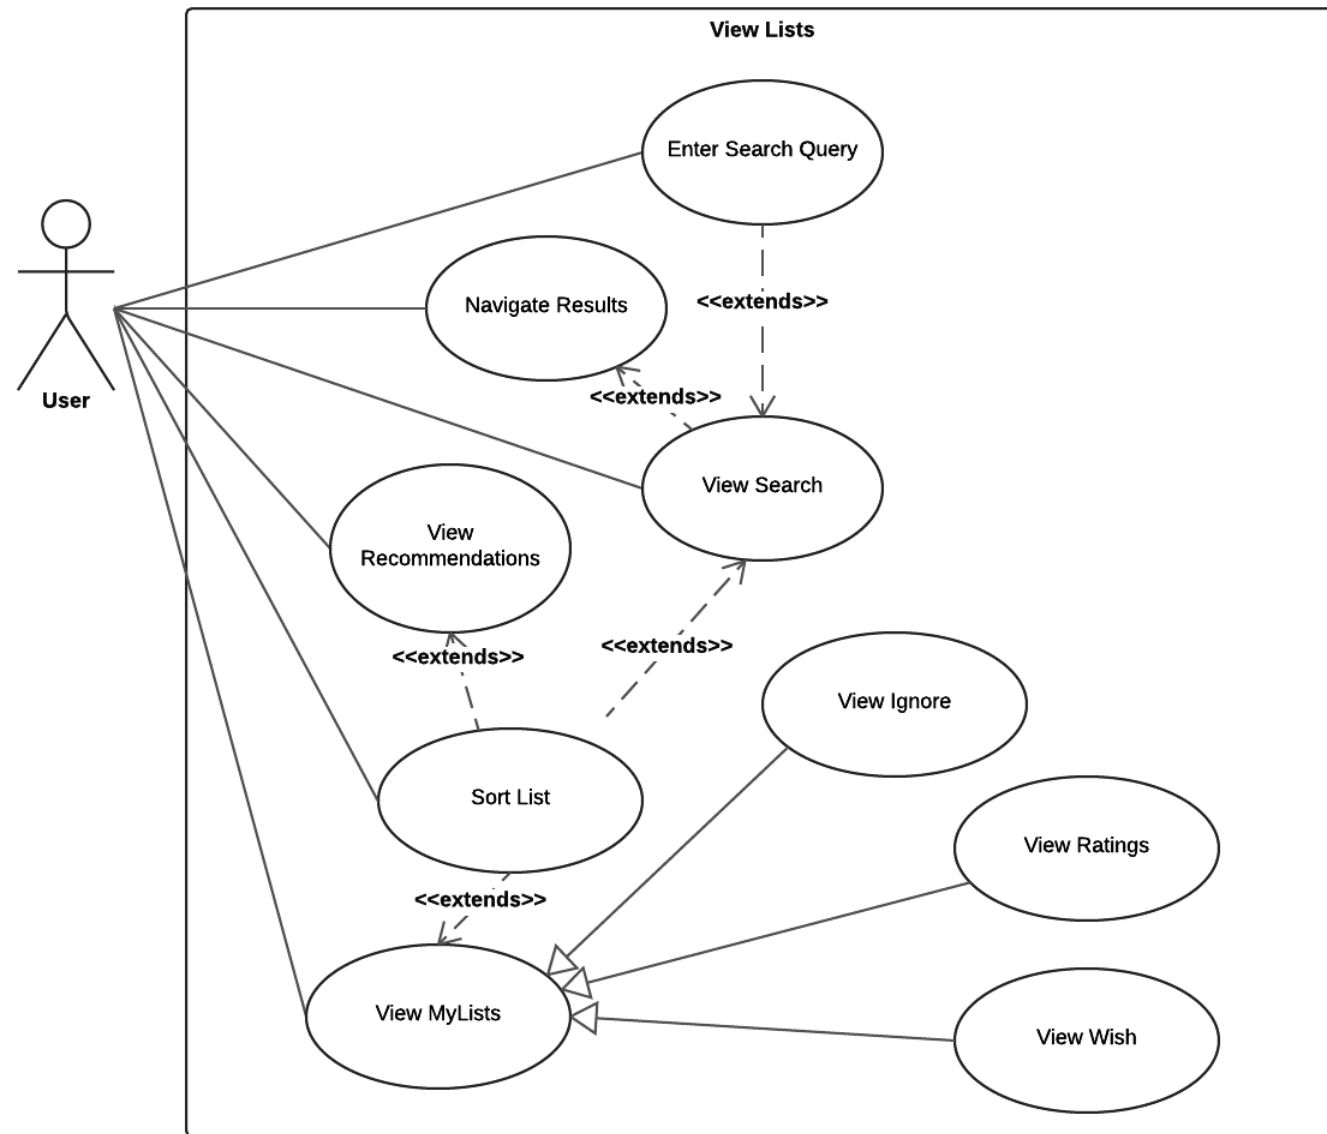 View Lists
Enter Search Query
Navigate Results
<<extends>>
<<extends>>
User
View Search
View
Recommendations
<<extends>>
<<extends>>
View Ignore
Sort List
View Ratings
<<extends>>
View MyLists
View Wish